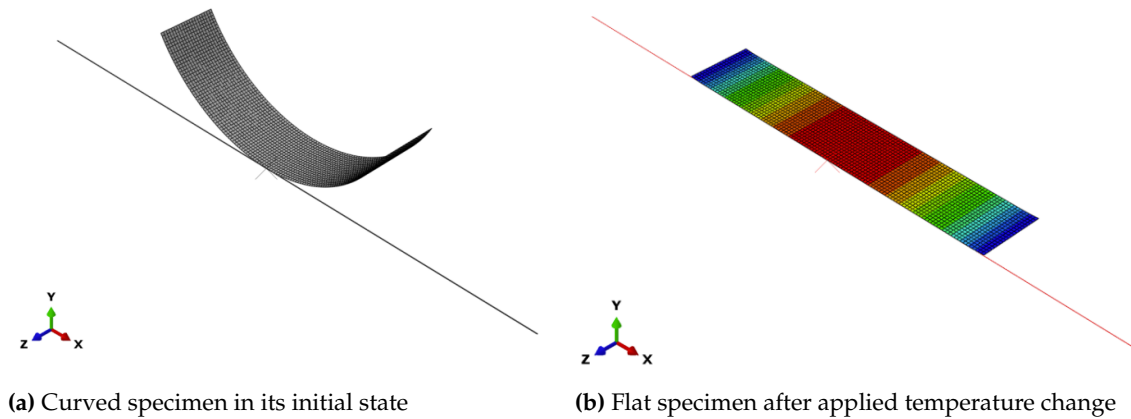 Y
Z
X
Y
Z
X
(a) Curved specimen in its initial state
(b) Flat specimen after applied temperature change